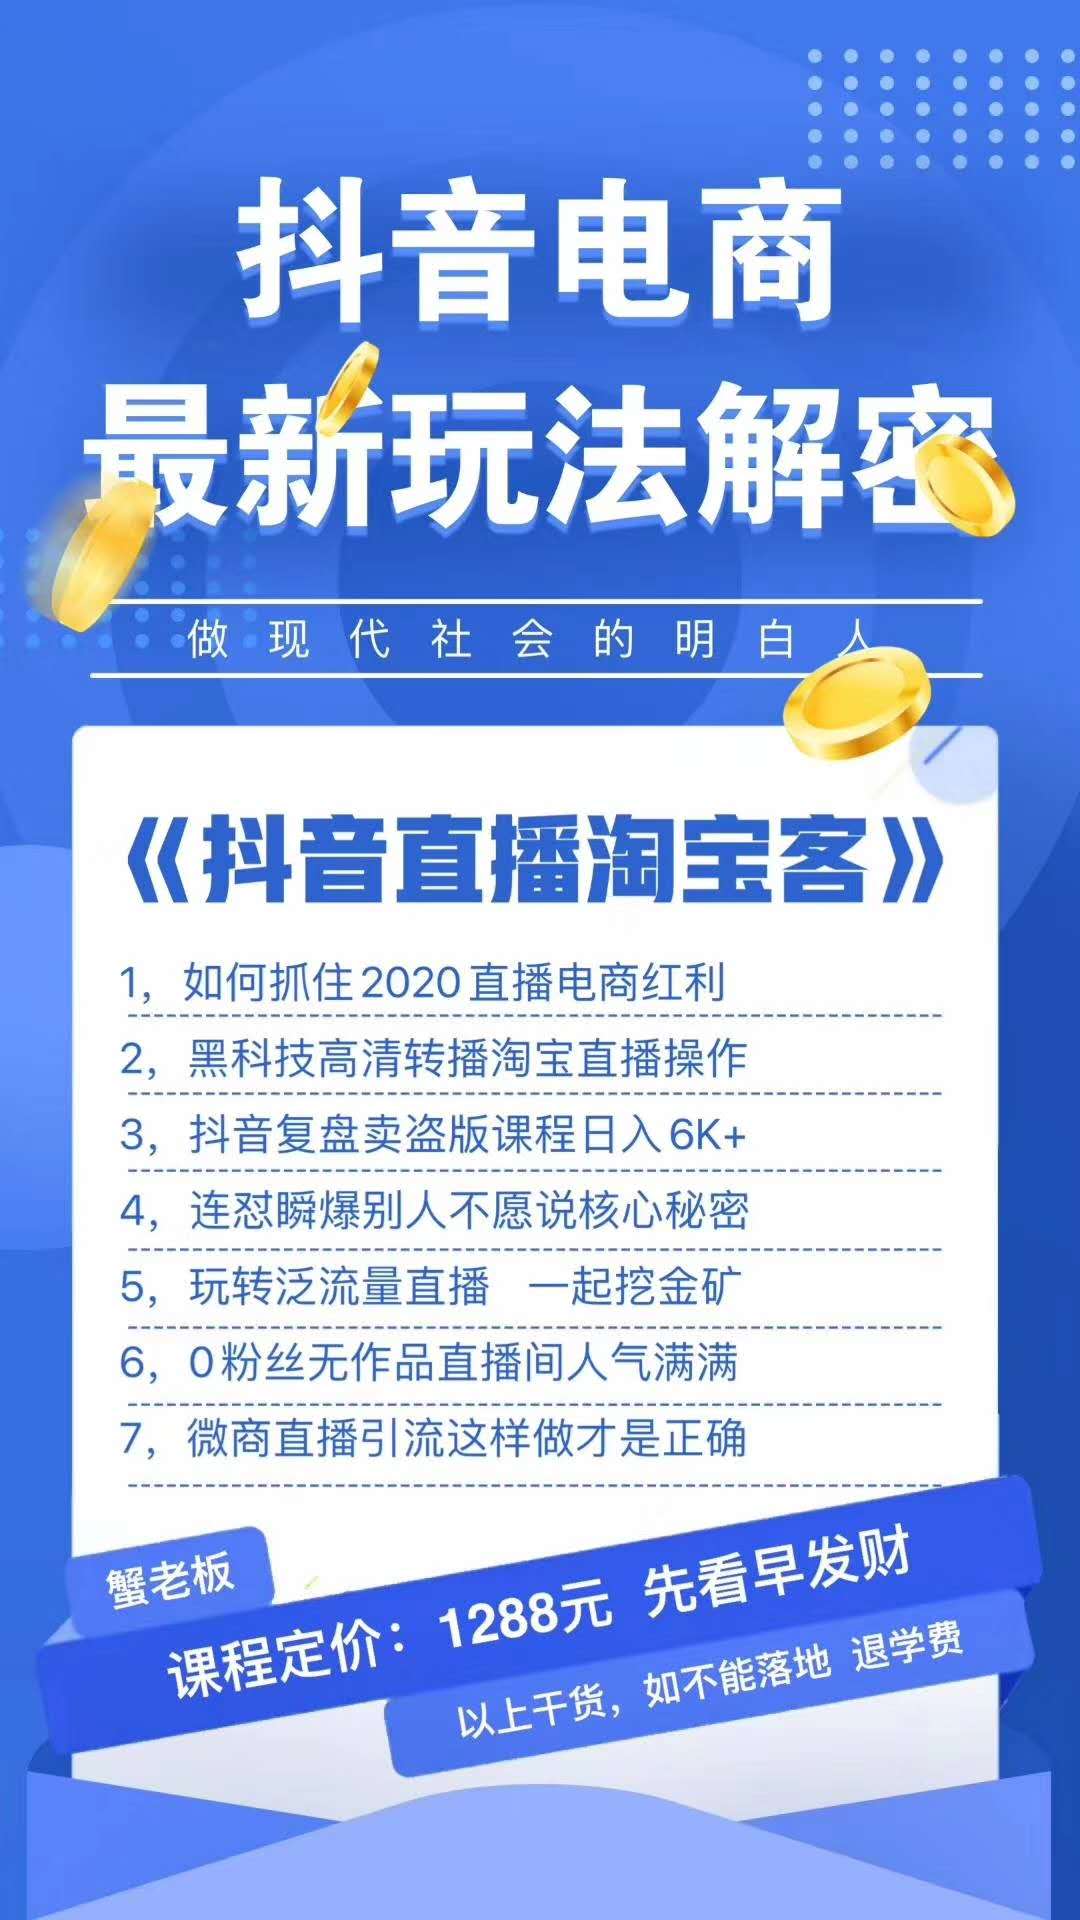 抖音电商
最新玩法解密
做现代社会的明白人
《抖音直播淘宝客》
1，如何抓住2020直播电商红利
2，黑科技高清转播淘宝直播操作
3，抖音复盘卖盗版课程日入6K+
4，连怼瞬爆别人不愿说核心秘密
5，玩转泛流量直播 一起挖金矿
6，0粉丝无作品直播间人气满满
7，微商直播引流这样做才是正确
蟹老板
课程定价：1288元 先看早发财
以上干货，如不能落地 退学费